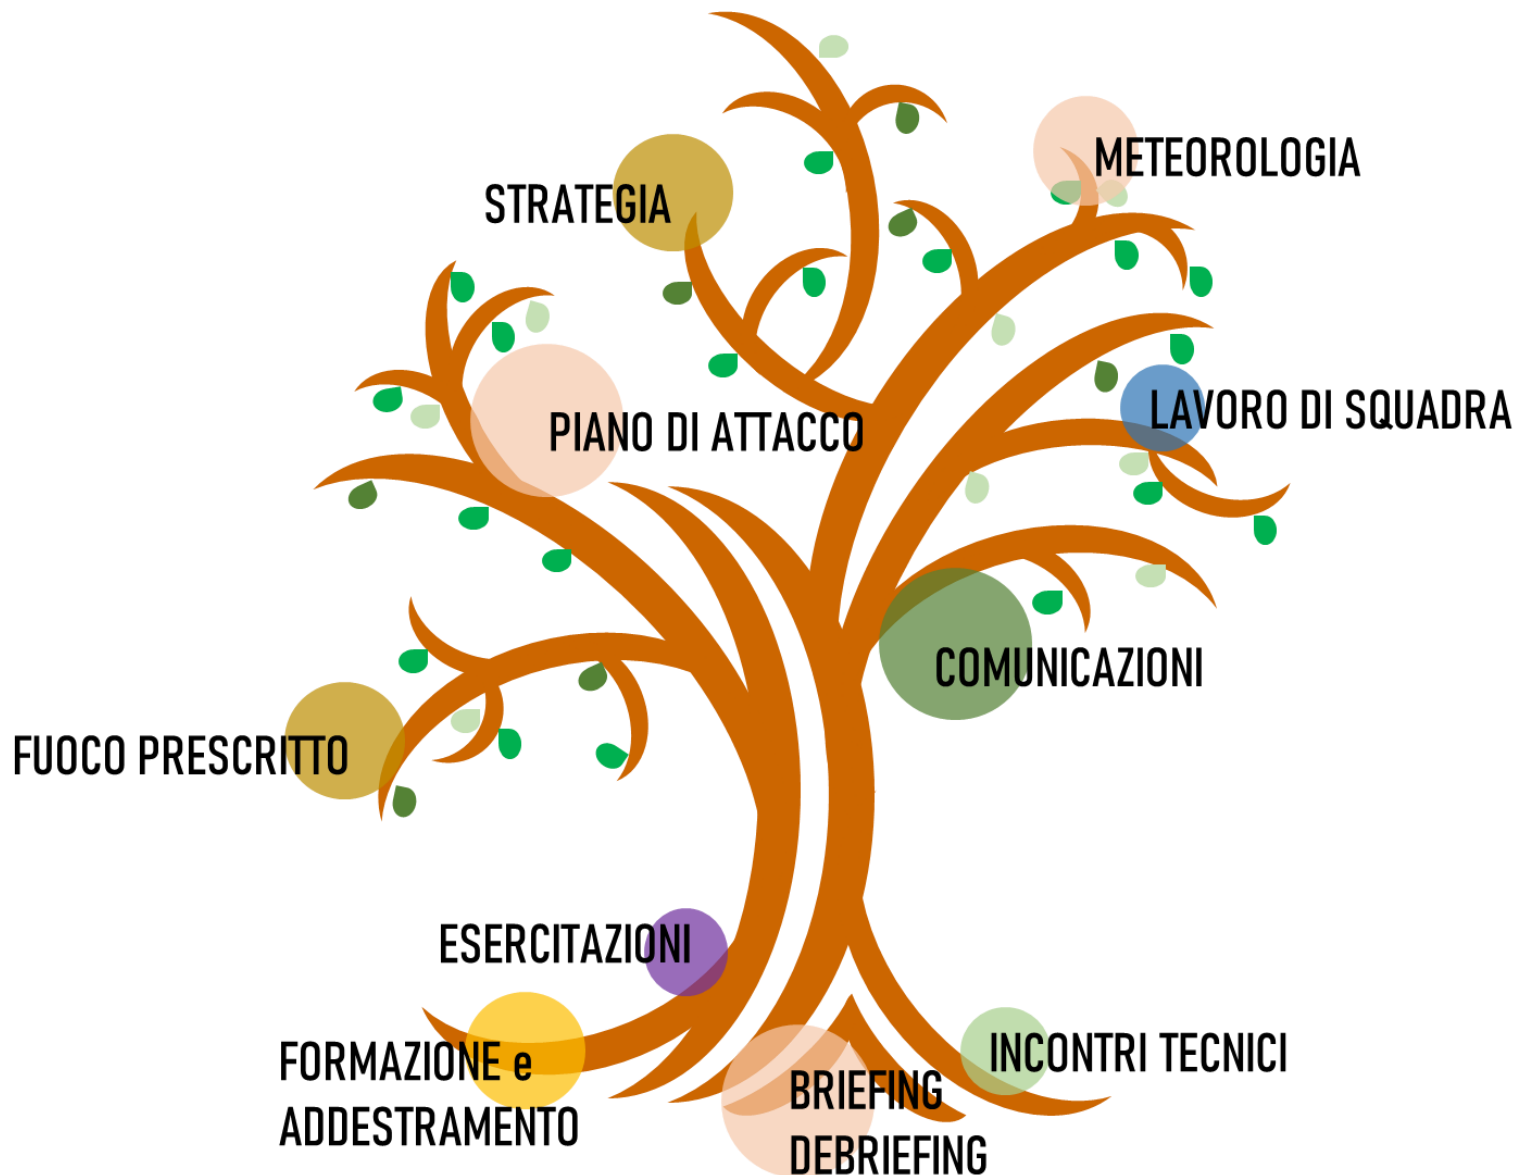 METEOROLOGIA
STRATEGIA
LAVORO DI SQUADRA
PIANO DI ATTACCO
COMUNICAZIONI
FUOCO PRESCRITTO
ESERCITAZIONI
FORMAZIONE e
ADDESTRAMENTO
INCONTRI TECNICI
BRIEFING
DEBRIEFING